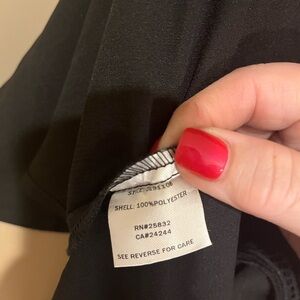 SHELL: 100%POLYESTER
RN#25832
CA#24244
SEE REVERSE FOR CARE